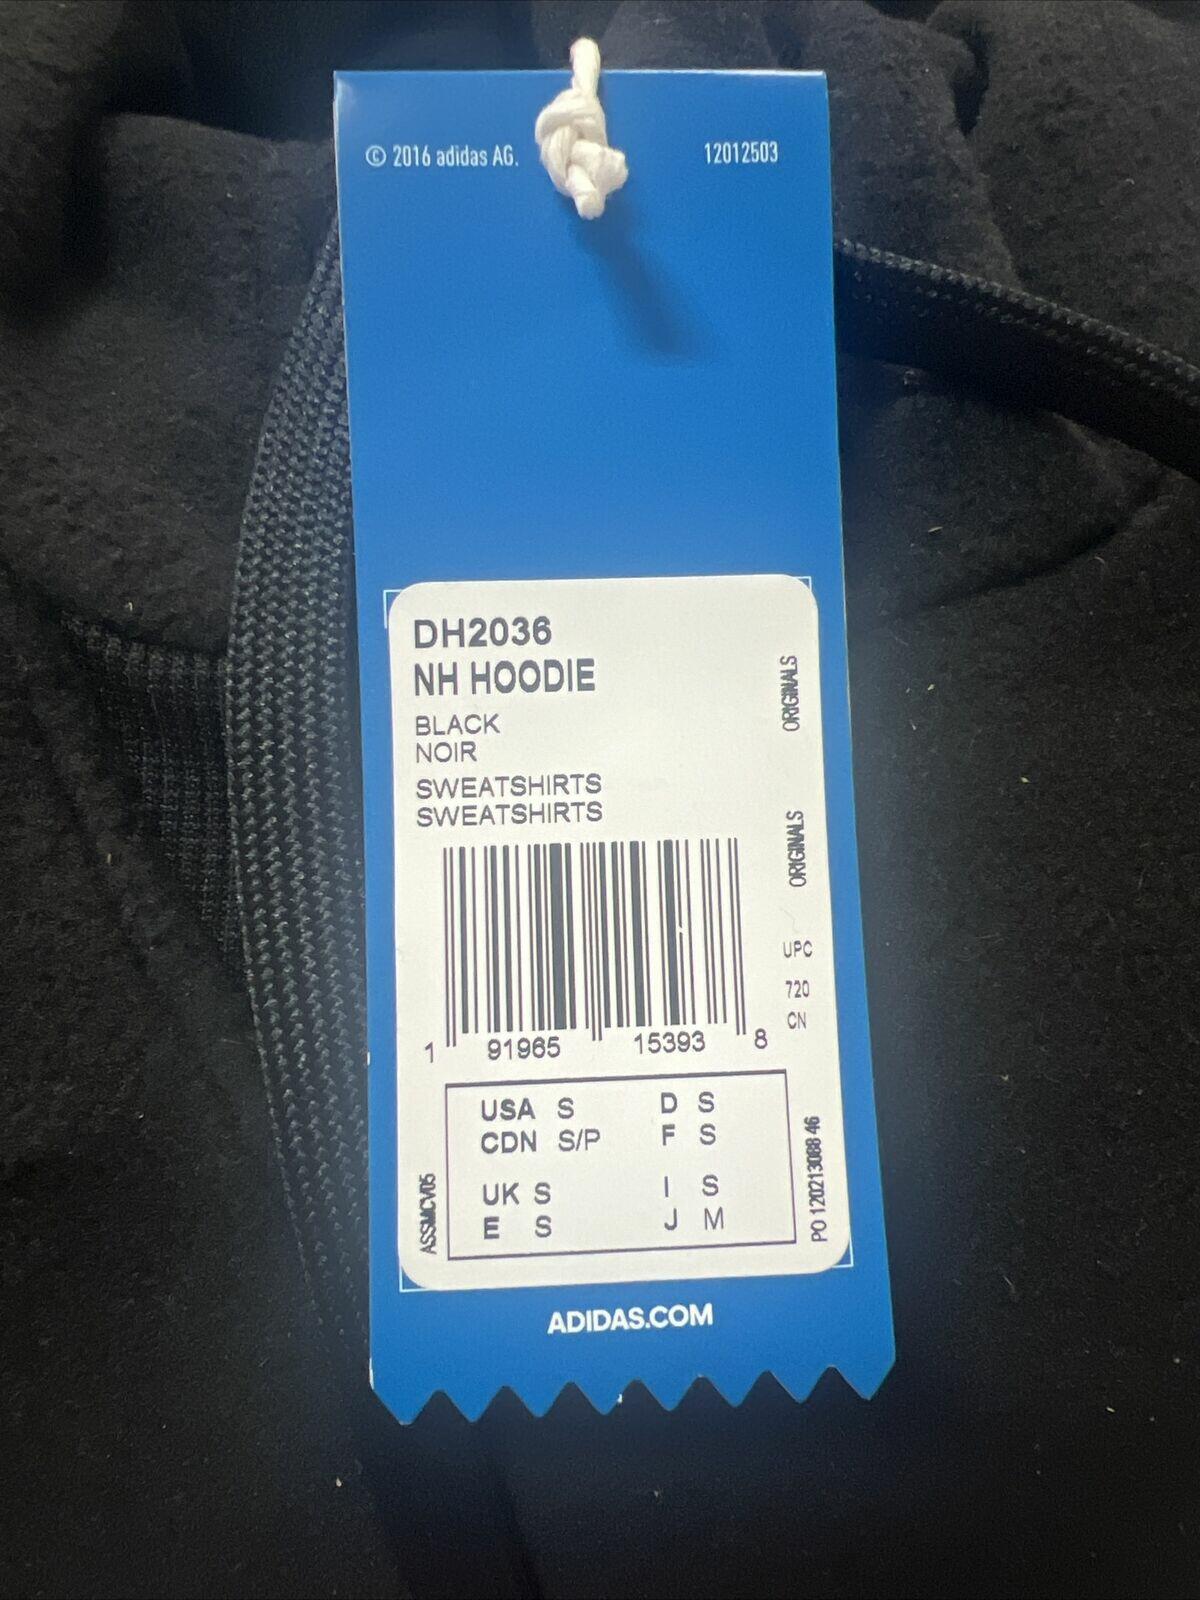 © 2016 adidas AG.
12012503
DH2036
NH HOODIE
BLACK
NOIR
SWEATSHIRTS
SWEATSHIRTS
ORIGINALS
ORIGINALS
UPC
720
CN
1 91965 15393 8
USA S D S
CDN S/P F S
UK S I S
E S J M
ASSMCV05
PO 120213088 46
ADIDAS.COM